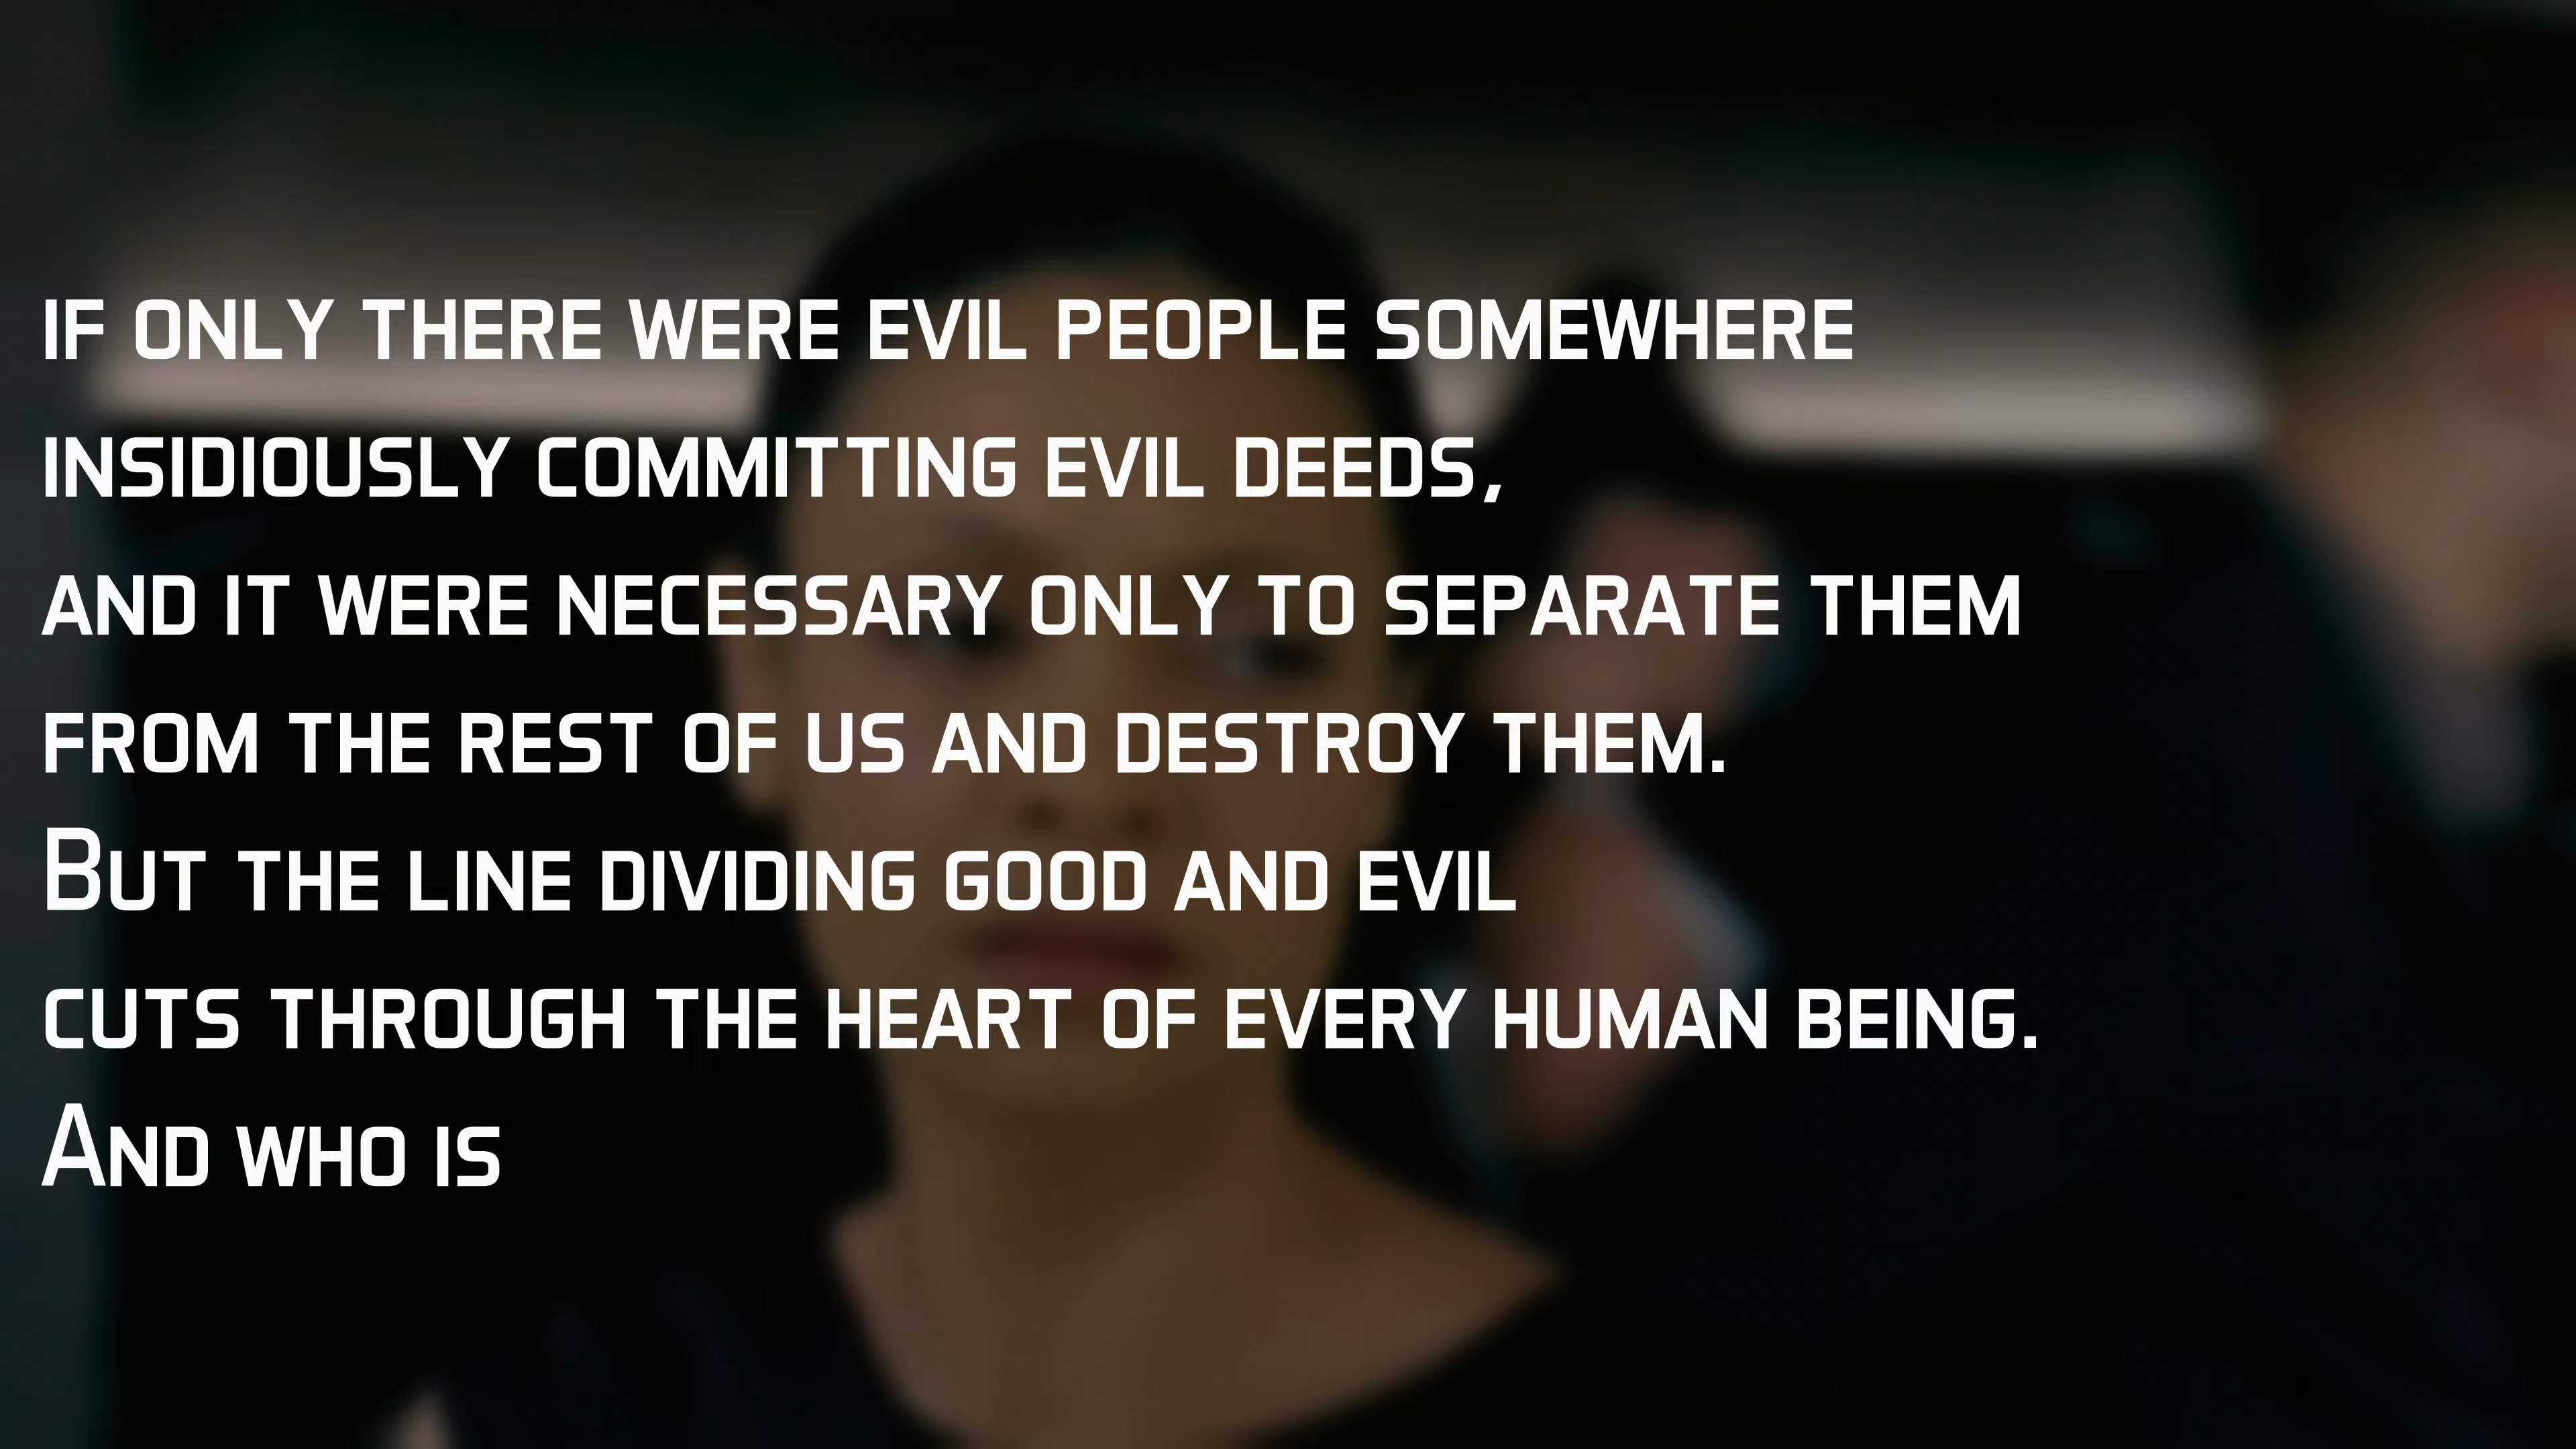 IF ONLY THERE WERE EVIL PEOPLE SOMEWHERE
INSIDIOUSLY COMMITTING EVIL DEEDS,
AND IT WERE NECESSARY ONLY TO SEPARATE THEM
FROM THE REST OF US AND DESTROY THEM.
BUT THE LINE DIVIDING GOOD AND EVIL
CUTS THROUGH THE HEART OF EVERY HUMAN BEING.
AND WHO IS